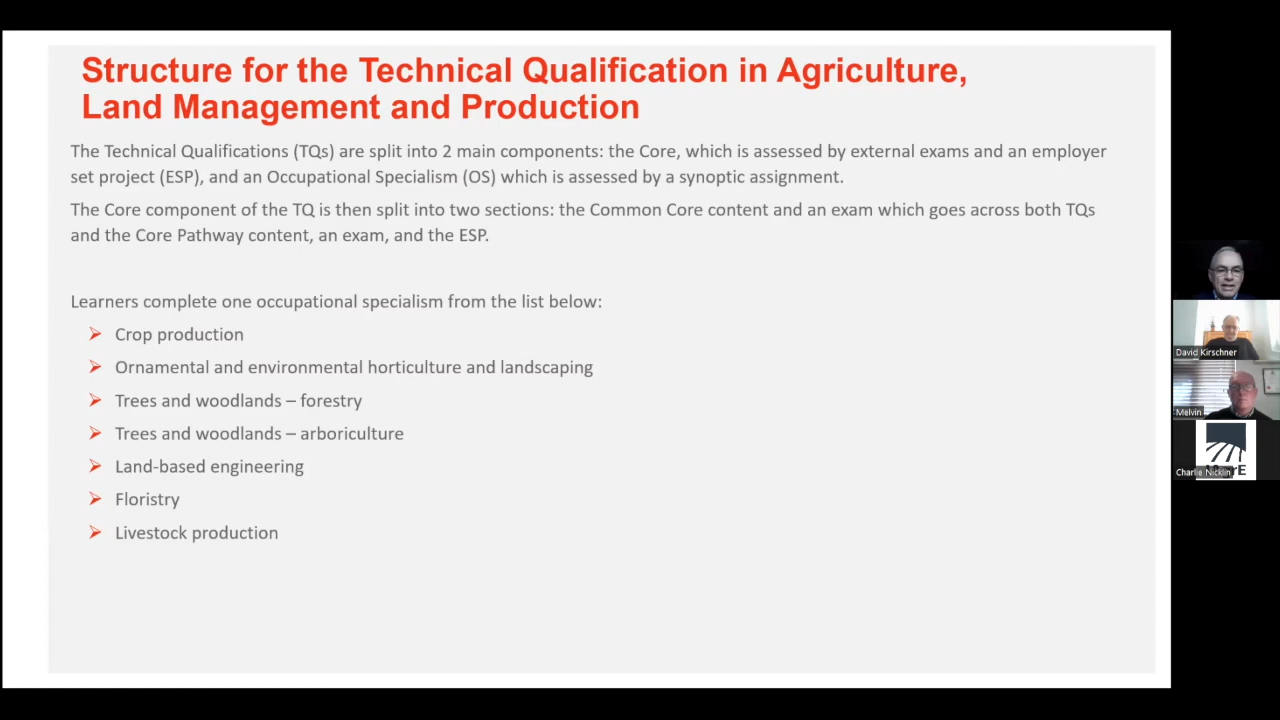 Structure for the Technical Qualification in Agriculture,
Land Management and Production
The Technical Qualifications (TQs) are split into 2 main components: the Core, which is assessed by external exams and an employer
set project (ESP), and an Occupational Specialism (OS) which is assessed by a synoptic assignment.
The Core component of the TQ is then split into two sections: the Common Core content and an exam which goes across both TQs
and the Core Pathway content, an exam, and the ESP.
Learners complete one occupational specialism from the list below:
Crop production
Ornamental and environmental horticulture and landscaping
Trees and woodlands – forestry
Trees and woodlands – arboriculture
Land-based engineering
Floristry
Livestock production
David Kirschner
Melvin
Charlie Nicklin